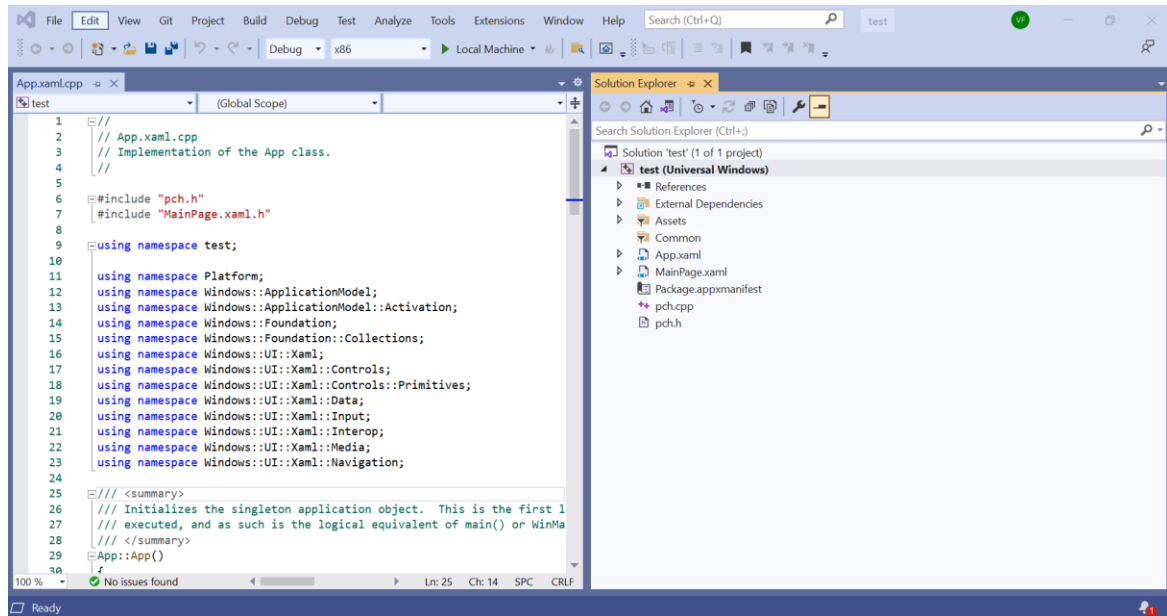 File Edit View Git Project Build Debug Test Analyze Tools Extensions Window Help Search (Ctrl+Q) test VF
Debug x86 Local Machine
App.xaml.cpp
test (Global Scope)
1 //
2 // App.xaml.cpp
3 // Implementation of the App class.
4 //
5
6 #include "pch.h"
7 #include "MainPage.xaml.h"
8
9 using namespace test;
10
11 using namespace Platform;
12 using namespace Windows::ApplicationModel;
13 using namespace Windows::ApplicationModel::Activation;
14 using namespace Windows::Foundation;
15 using namespace Windows::Foundation::Collections;
16 using namespace Windows::UI::Xaml;
17 using namespace Windows::UI::Xaml::Controls;
18 using namespace Windows::UI::Xaml::Controls::Primitives;
19 using namespace Windows::UI::Xaml::Data;
20 using namespace Windows::UI::Xaml::Input;
21 using namespace Windows::UI::Xaml::Interop;
22 using namespace Windows::UI::Xaml::Media;
23 using namespace Windows::UI::Xaml::Navigation;
24
25 /// <summary>
26 /// Initializes the singleton application object.  This is the first l
27 /// executed, and as such is the logical equivalent of main() or WinMa
28 /// </summary>
29 App::App()
30 {
100 % No issues found Ln: 25 Ch: 14 SPC CRLF
Solution Explorer
Search Solution Explorer (Ctrl+;)
Solution 'test' (1 of 1 project)
test (Universal Windows)
References
External Dependencies
Assets
Common
App.xaml
MainPage.xaml
Package.appxmanifest
pch.cpp
pch.h
Ready 1